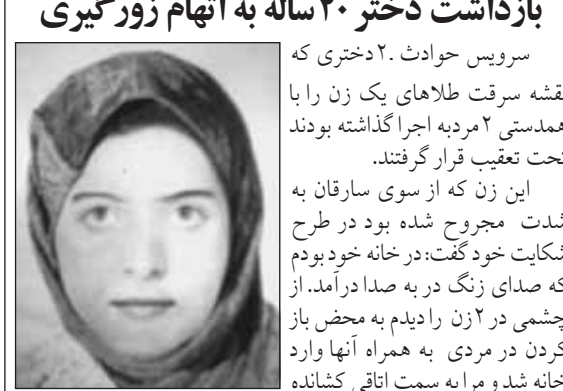 بازداشت دختر ۲۰ ساله به اتهام زورگیری
سرویس حوادث .۲ دختری که
نقشه سرقت طلاهای یک زن را با
همدستی ۲ مرد به اجرا گذاشته بودند
تحت تعقیب قرار گرفتند.
این زن که از سوی سارقان به
شدت مجروح شده بود در طرح
شکایت خود گفت: در خانه خود بودم
که صدای زنگ در به صدا درآمد. از
چشمی در ۲ زن را دیدم به محض باز
کردن در مردی به همراه آنها وارد
خانه شد و مرا به سمت اتاقی کشانده